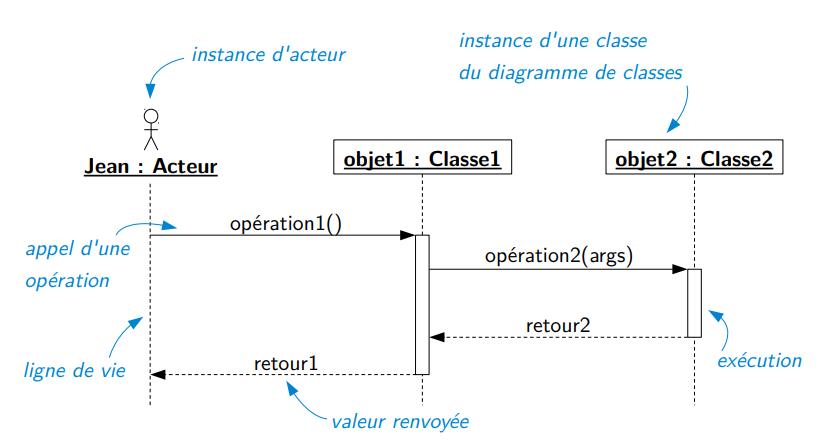 instance d'une classe
instance d'acteur
du diagramme de classes
Jean : Acteur
objet1 : Classe1
objet2 : Classe2
opération1()
appel d'une
opération
opération2(args)
retour2
retour1
ligne de vie
exécution
valeur renvoyée